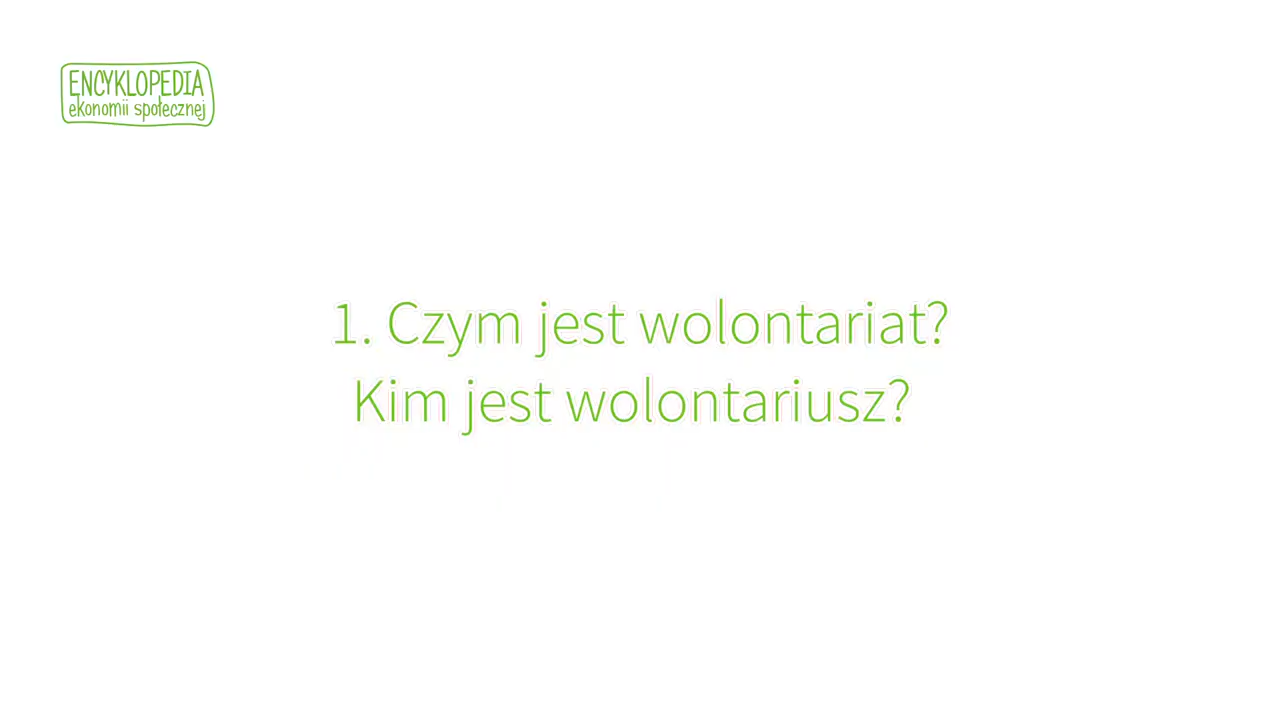 ENCYKLOPEDIA
ekonomii społecznej
1. Czym jest wolontariat?
Kim jest wolontariusz?